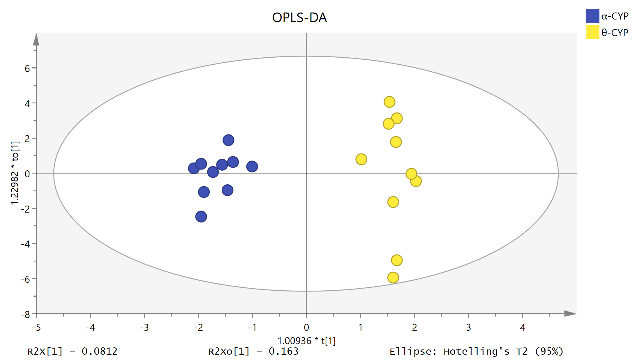 OPLS-DA
α-CYP
θ-CYP
6
4
2
0
-2
-4
-6
-8
1.22982 * to[1]
-5 -4 -3 -2 -1 0 1 2 3 4 5
1.00936 * t[1]
R2X[1] - 0.0812 R2Xo[1] - 0.163 Ellipse: Hotelling's T2 (95%)